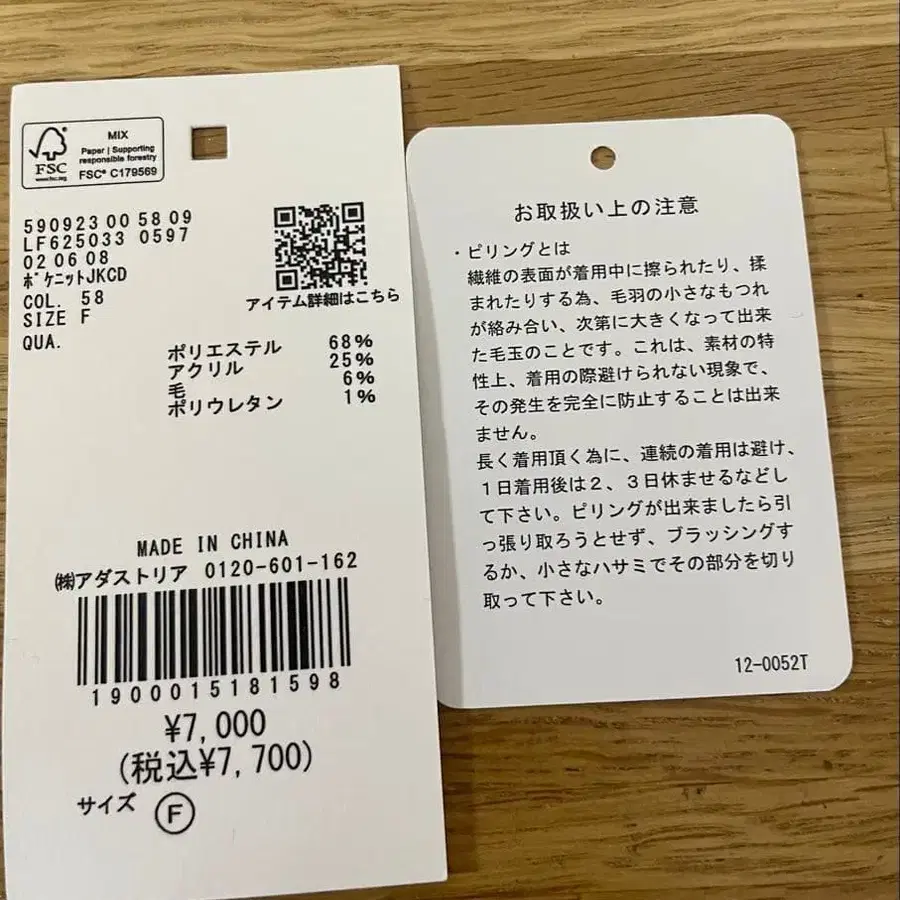 FSC
www.fsc.org
MIX
Paper | Supporting
responsible forestry
FSC® C179569
590923 00 58 09
LF625033 0597
02 06 08
ﾎﾞｹﾆｯﾄJKCD
COL. 58
SIZE F
QUA.
アイテム詳細はこちら
ポリエステル 68%
アクリル 25%
毛 6%
ポリウレタン 1%
MADE IN CHINA
㈱アダストリア 0120-601-162
1900015181598
¥7,000
(税込¥7,700)
サイズ F
お取扱い上の注意
・ピリングとは
繊維の表面が着用中に擦られたり、揉
まれたりする為、毛羽の小さなもつれ
が絡み合い、次第に大きくなって出来
た毛玉のことです。これは、素材の特
性上、着用の際避けられない現象で、
その発生を完全に防止することは出来
ません。
長く着用頂く為に、連続の着用は避け、
１日着用後は２、３日休ませるなどし
て下さい。ピリングが出来ましたら引
っ張り取ろうとせず、ブラッシングす
るか、小さなハサミでその部分を切り
取って下さい。
12-0052T